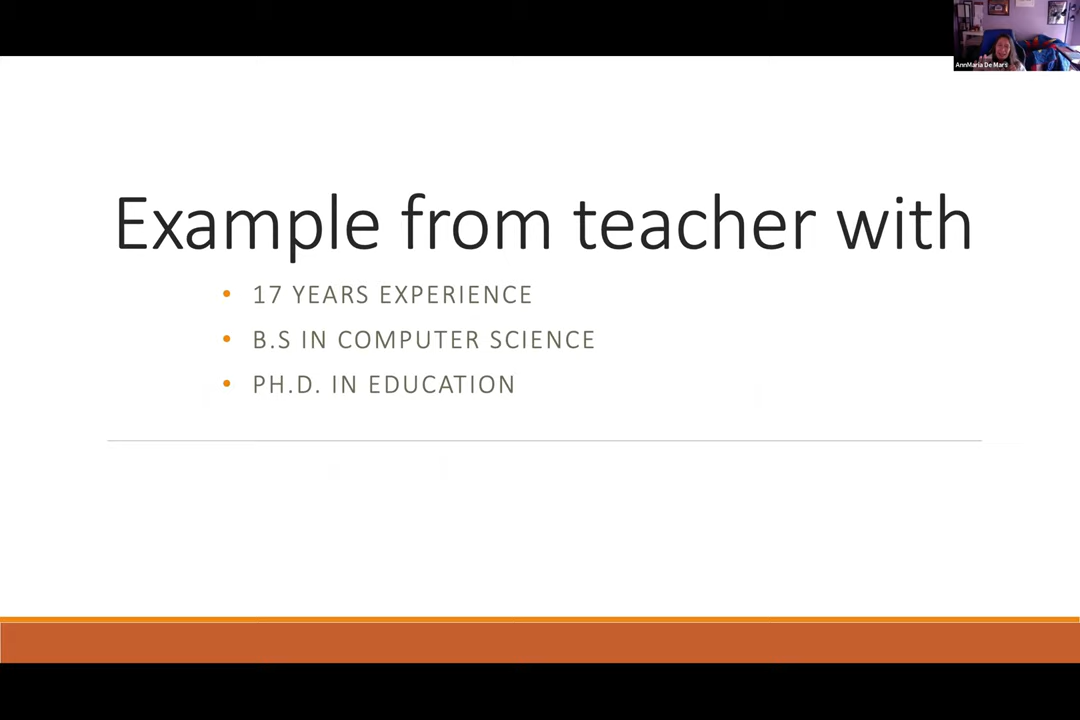 AnnMaria De Mars
Example from teacher with
• 17 YEARS EXPERIENCE
• B.S IN COMPUTER SCIENCE
• PH.D. IN EDUCATION